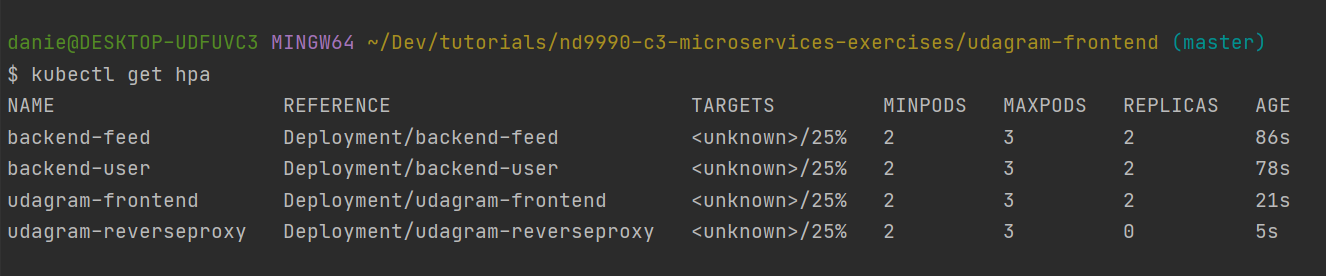 danie@DESKTOP-UDFUVC3 MINGW64 ~/Dev/tutorials/nd9990-c3-microservices-exercises/udagram-frontend (master)
$ kubectl get hpa
NAME REFERENCE TARGETS MINPODS MAXPODS REPLICAS AGE
backend-feed Deployment/backend-feed <unknown>/25% 2 3 2 86s
backend-user Deployment/backend-user <unknown>/25% 2 3 2 78s
udagram-frontend Deployment/udagram-frontend <unknown>/25% 2 3 2 21s
udagram-reverseproxy Deployment/udagram-reverseproxy <unknown>/25% 2 3 0 5s